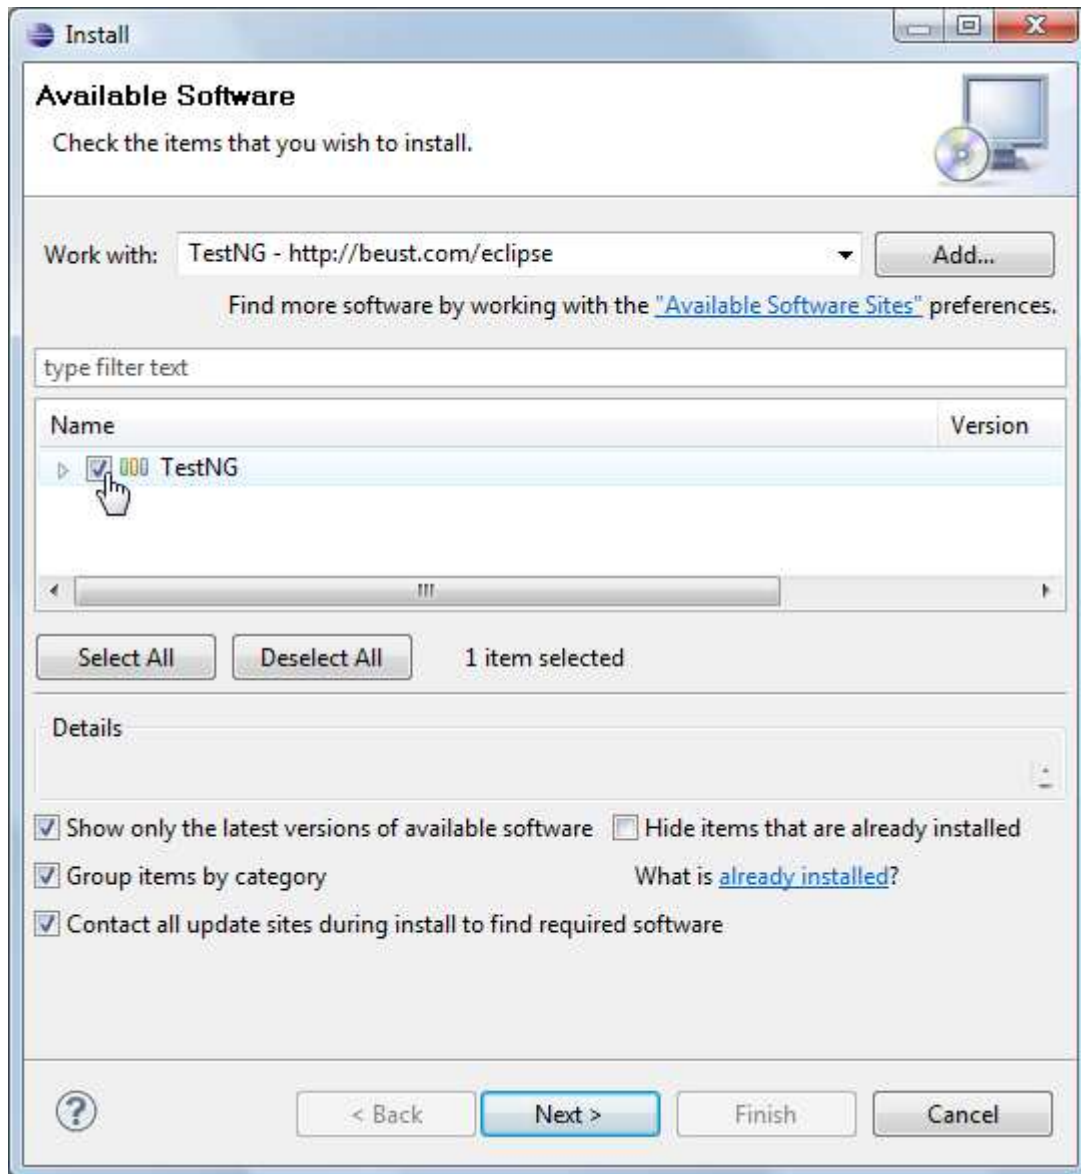 Install
Available Software
Check the items that you wish to install.
Work with: TestNG - http://beust.com/eclipse Add...
Find more software by working with the "Available Software Sites" preferences.
type filter text
Name Version
TestNG
Select All Deselect All 1 item selected
Details
Show only the latest versions of available software Hide items that are already installed
Group items by category What is already installed?
Contact all update sites during install to find required software
? < Back Next > Finish Cancel